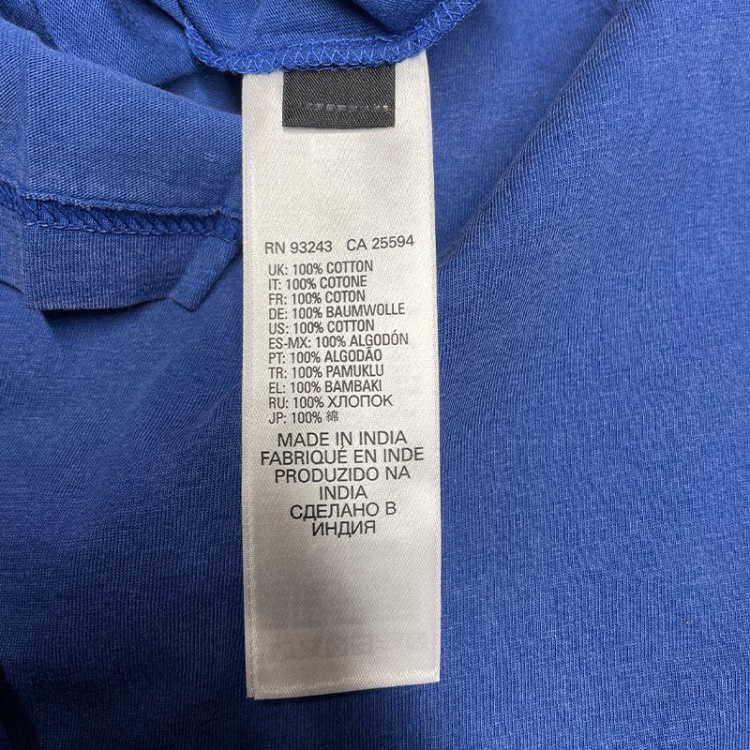 RN 93243 CA 25594
UK: 100% COTTON
IT: 100% COTONE
FR: 100% COTON
DE: 100% BAUMWOLLE
US: 100% COTTON
ES-MX: 100% ALGODÓN
PT: 100% ALGODÃO
TR: 100% PAMUKLU
EL: 100% BAMBAKI
RU: 100% ХЛОПОК
JP: 100% 綿
MADE IN INDIA
FABRIQUÉ EN INDE
PRODUZIDO NA
INDIA
СДЕЛАНО В
ИНДИЯ